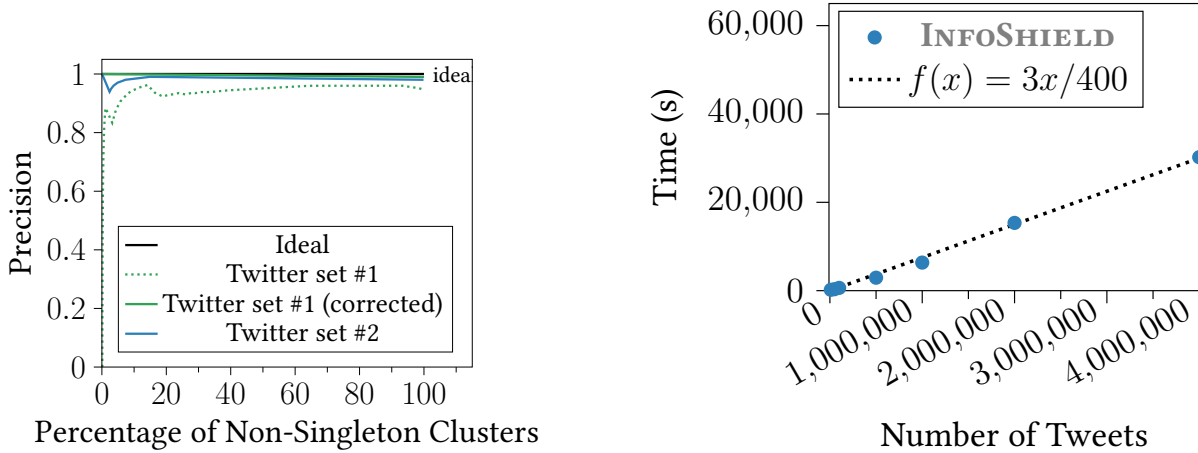 1
0.8
0.6
0.4
0.2
0
Precision
ideal
Ideal
Twitter set #1
Twitter set #1 (corrected)
Twitter set #2
0 20 40 60 80 100
Percentage of Non-Singleton Clusters
60,000
40,000
20,000
0
Time (s)
INFOSHIELD
f(x) = 3x/400
0 1,000,000 2,000,000 3,000,000 4,000,000
Number of Tweets